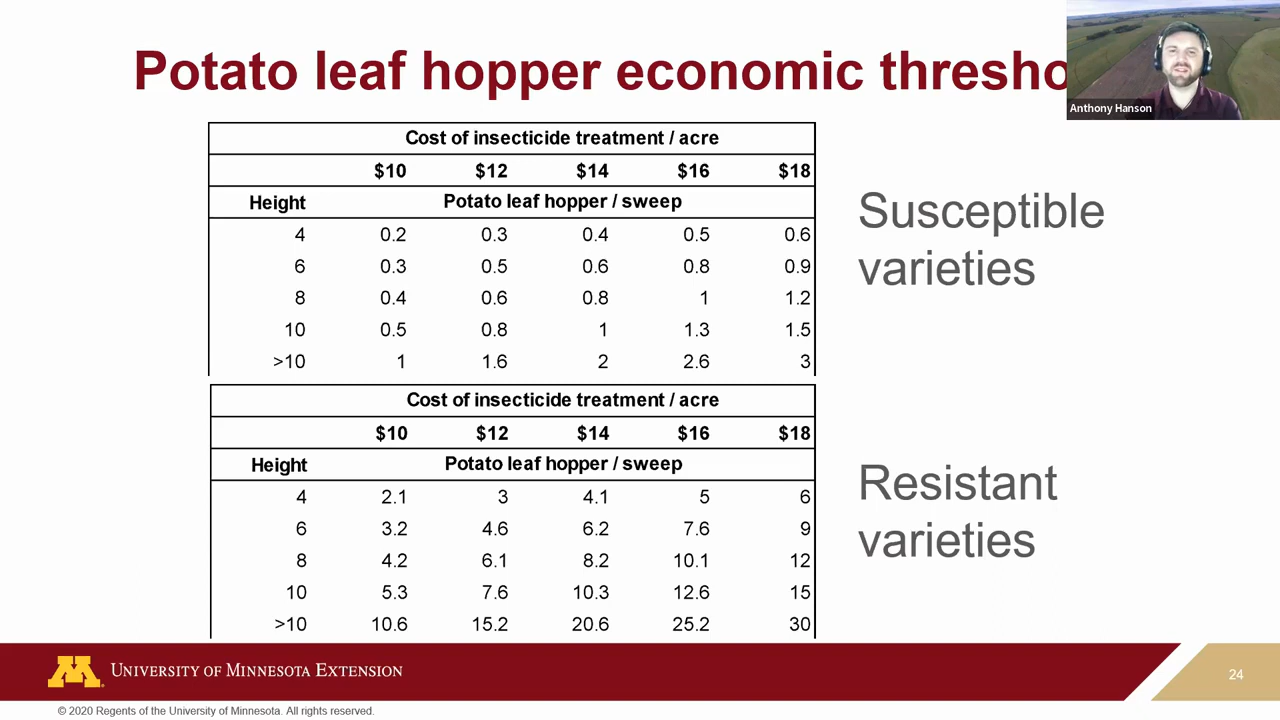 Potato leaf hopper economic thresho
Anthony Hanson
Cost of insecticide treatment / acre
$10 $12 $14 $16 $18
Height Potato leaf hopper / sweep
4 0.2 0.3 0.4 0.5 0.6
6 0.3 0.5 0.6 0.8 0.9
8 0.4 0.6 0.8 1 1.2
10 0.5 0.8 1 1.3 1.5
>10 1 1.6 2 2.6 3
Susceptible
varieties
Cost of insecticide treatment / acre
$10 $12 $14 $16 $18
Height Potato leaf hopper / sweep
4 2.1 3 4.1 5 6
6 3.2 4.6 6.2 7.6 9
8 4.2 6.1 8.2 10.1 12
10 5.3 7.6 10.3 12.6 15
>10 10.6 15.2 20.6 25.2 30
Resistant
varieties
M UNIVERSITY OF MINNESOTA EXTENSION
24
© 2020 Regents of the University of Minnesota. All rights reserved.